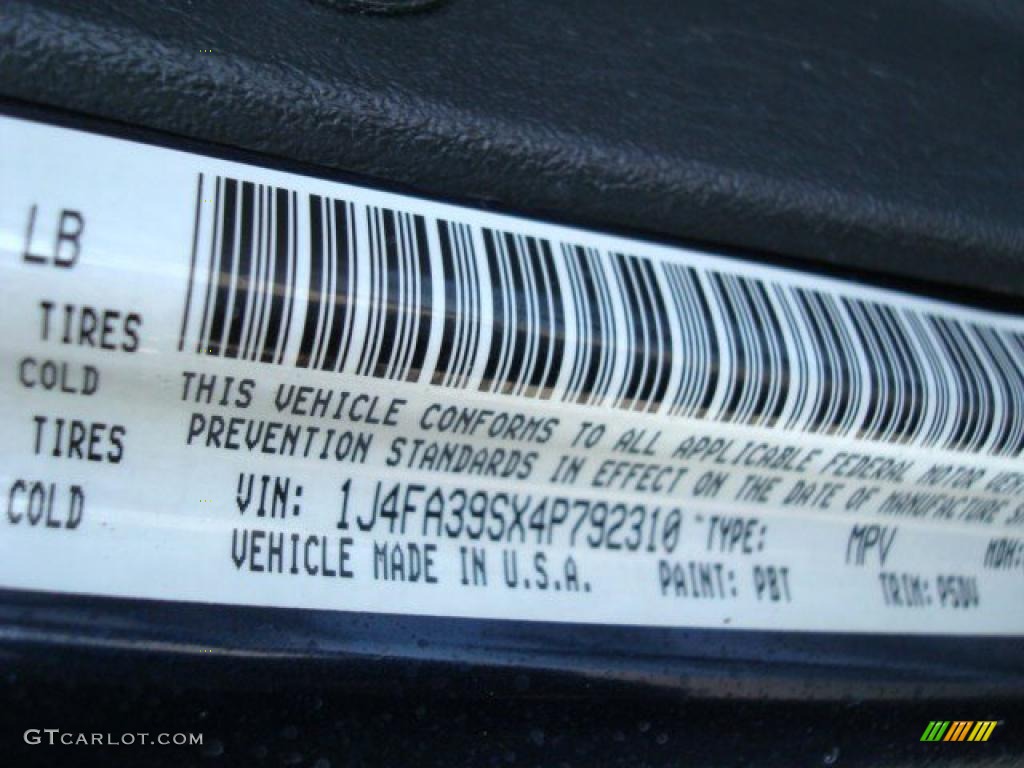 LB
TIRES
COLD
TIRES
COLD
THIS VEHICLE CONFORMS TO ALL APPLICABLE FEDERAL MOTOR
PREVENTION STANDARDS IN EFFECT ON THE DATE OF MANUFACTURE
VIN: 1J4FA39SX4P792310 TYPE: MPV MDH:
VEHICLE MADE IN U.S.A. PAINT: PBT TRIM: P5DV
GTCARLOT.COM